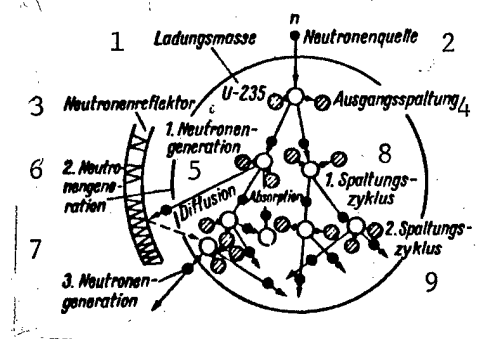 n
1
Ladungsmasse
Neutronenquelle
2
U-235
Ausgangsspaltung
4
3
Neutronenreflektor
1. Neutronen-
generation
6
2. Neutro-
nengene-
ration
5
8
Diffusion
Absorption
1. Spaltungs-
zyklus
2. Spaltungs-
zyklus
7
3. Neutronen-
generation
9